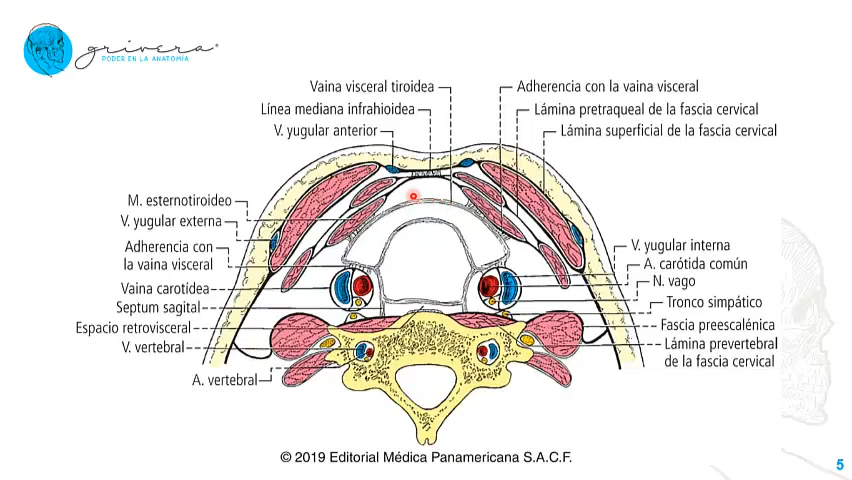 grivera
PODER EN LA ANATOMÍA
Vaina visceral tiroidea
Línea mediana infrahioidea
V. yugular anterior
Adherencia con la vaina visceral
Lámina pretraqueal de la fascia cervical
Lámina superficial de la fascia cervical
M. esternotiroideo
V. yugular externa
Adherencia con
la vaina visceral
Vaina carotídea
Septum sagital
Espacio retrovisceral
V. vertebral
A. vertebral
V. yugular interna
A. carótida común
N. vago
Tronco simpático
Fascia preescalénica
Lámina prevertebral
de la fascia cervical
© 2019 Editorial Médica Panamericana S.A.C.F.
5